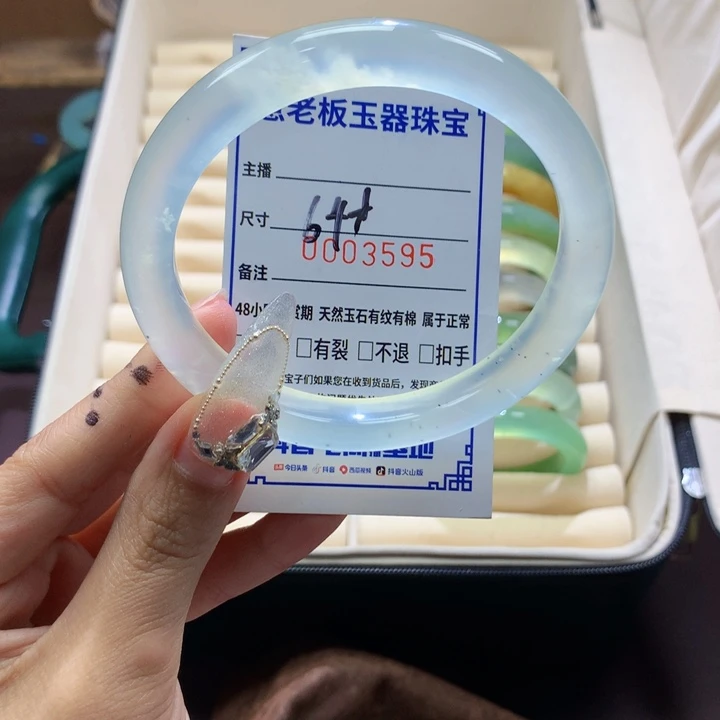 老板玉器珠宝
主播
尺寸 64+
0003595
备注
48小 赏期 天然玉石有纹有棉 属于正常
□有裂 □不退 □扣手
宝子们如果您在收到货品后，发现
今日头条 抖音 西瓜视频 抖音火山版